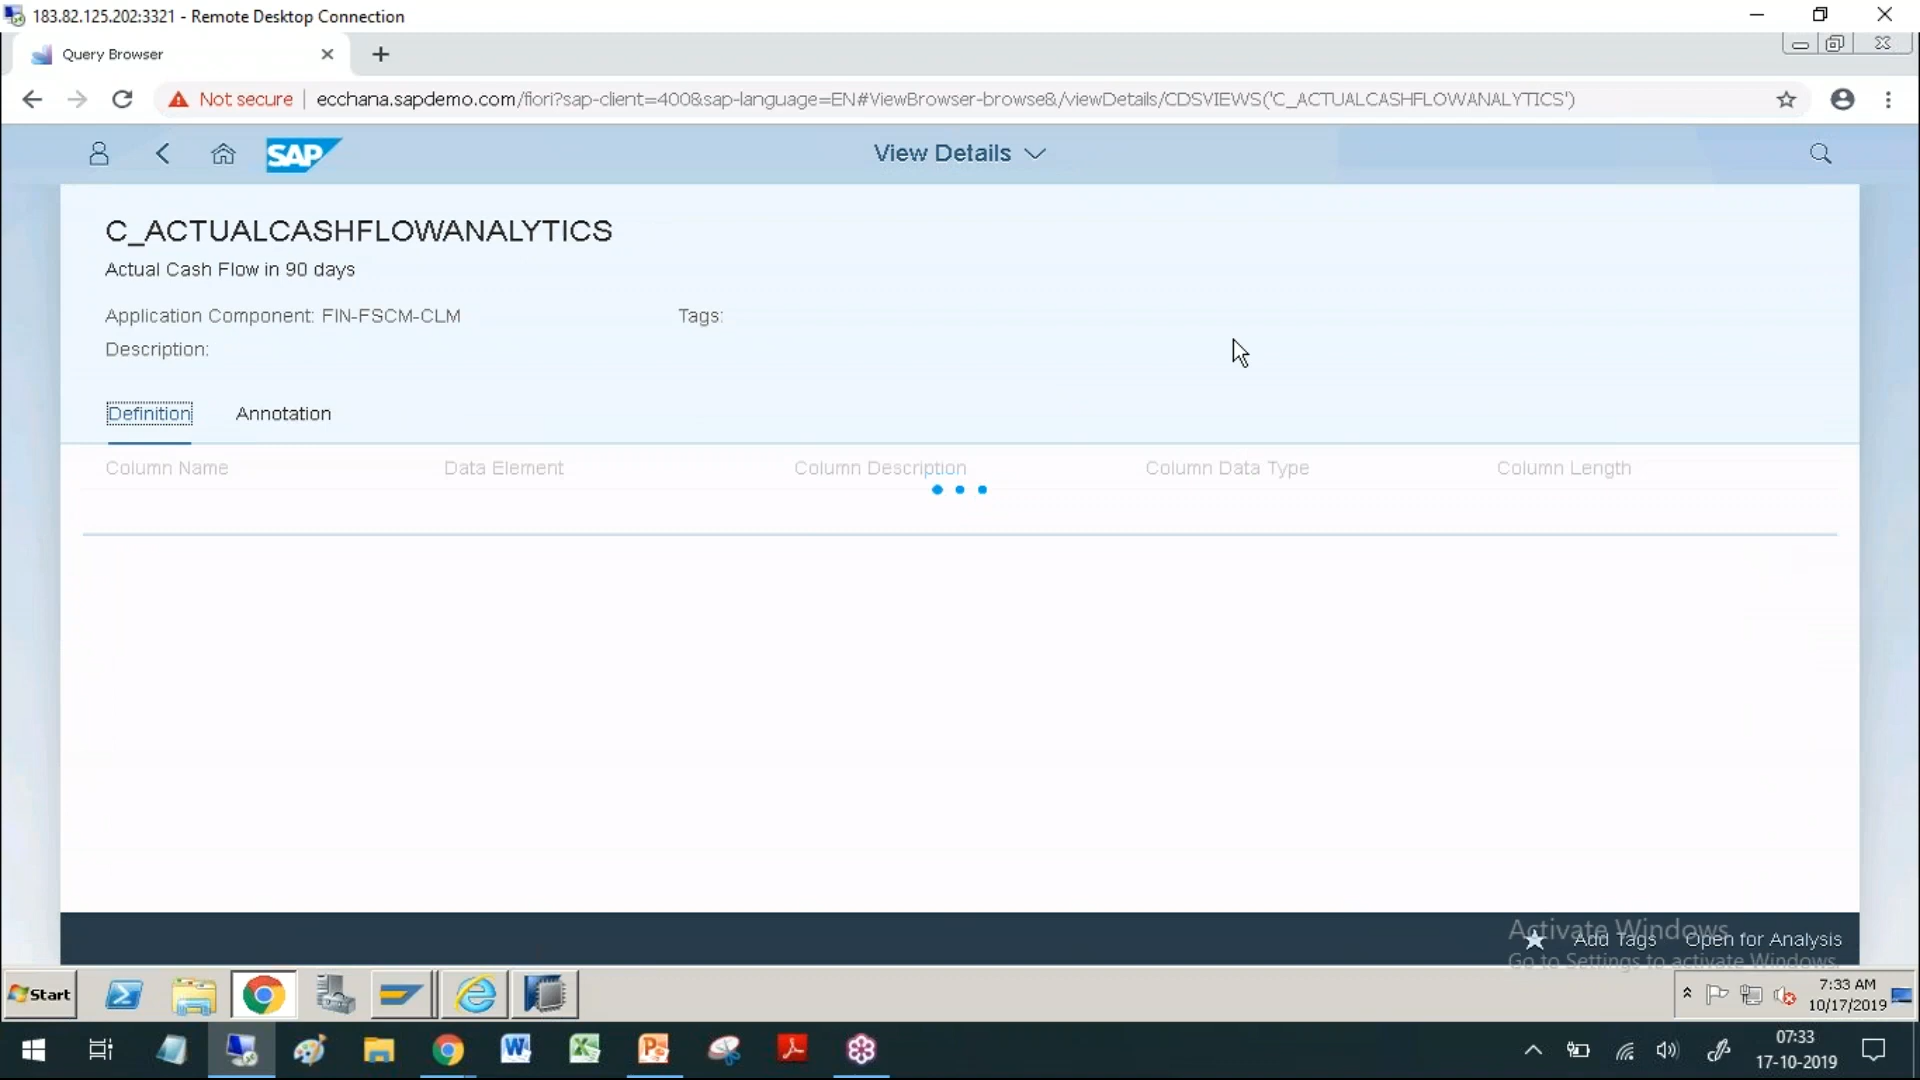 183.82.125.202:3321 - Remote Desktop Connection
Query Browser
Not secure
ecchana.sapdemo.com/fiori?sap-client=400&sap-language=EN#ViewBrowser-browse&/viewDetails/CDSVIEWS('C_ACTUALCASHFLOWANALYTICS')
SAP
View Details
C_ACTUALCASHFLOWANALYTICS
Actual Cash Flow in 90 days
Application Component: FIN-FSCM-CLM
Tags:
Description:
Definition
Annotation
Column Name
Data Element
Column Description
Column Data Type
Column Length
Activate Windows
Add Tags
Open for Analysis
Go to Settings to activate Windows.
Start
7:33 AM
10/17/2019
07:33
17-10-2019